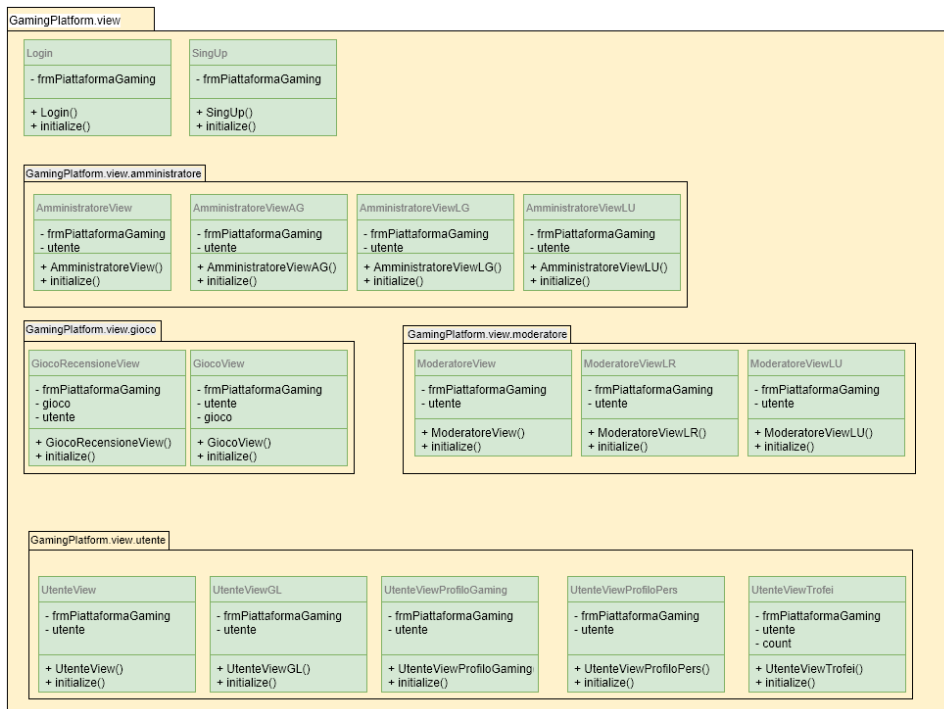 GamingPlatform.view
Login
- frmPiattaformaGaming
+ Login()
+ initialize()
SingUp
- frmPiattaformaGaming
+ SingUp()
+ initialize()
GamingPlatform.view.amministratore
AmministratoreView
- frmPiattaformaGaming
- utente
+ AmministratoreView()
+ initialize()
AmministratoreViewAG
- frmPiattaformaGaming
- utente
+ AmministratoreViewAG()
+ initialize()
AmministratoreViewLG
- frmPiattaformaGaming
- utente
+ AmministratoreViewLG()
+ initialize()
AmministratoreViewLU
- frmPiattaformaGaming
- utente
+ AmministratoreViewLU()
+ initialize()
GamingPlatform.view.gioco
GiocoRecensioneView
- frmPiattaformaGaming
- gioco
- utente
+ GiocoRecensioneView()
+ initialize()
GiocoView
- frmPiattaformaGaming
- utente
- gioco
+ GiocoView()
+ initialize()
GamingPlatform.view.moderatore
ModeratoreView
- frmPiattaformaGaming
- utente
+ ModeratoreView()
+ initialize()
ModeratoreViewLR
- frmPiattaformaGaming
- utente
+ ModeratoreViewLR()
+ initialize()
ModeratoreViewLU
- frmPiattaformaGaming
- utente
+ ModeratoreViewLU()
+ initialize()
GamingPlatform.view.utente
UtenteView
- frmPiattaformaGaming
- utente
+ UtenteView()
+ initialize()
UtenteViewGL
- frmPiattaformaGaming
- utente
+ UtenteViewGL()
+ initialize()
UtenteViewProfiloGaming
- frmPiattaformaGaming
- utente
+ UtenteViewProfiloGaming(
+ initialize()
UtenteViewProfiloPers
- frmPiattaformaGaming
- utente
+ UtenteViewProfiloPers()
+ initialize()
UtenteViewTrofei
- frmPiattaformaGaming
- utente
- count
+ UtenteViewTrofei()
+ initialize()